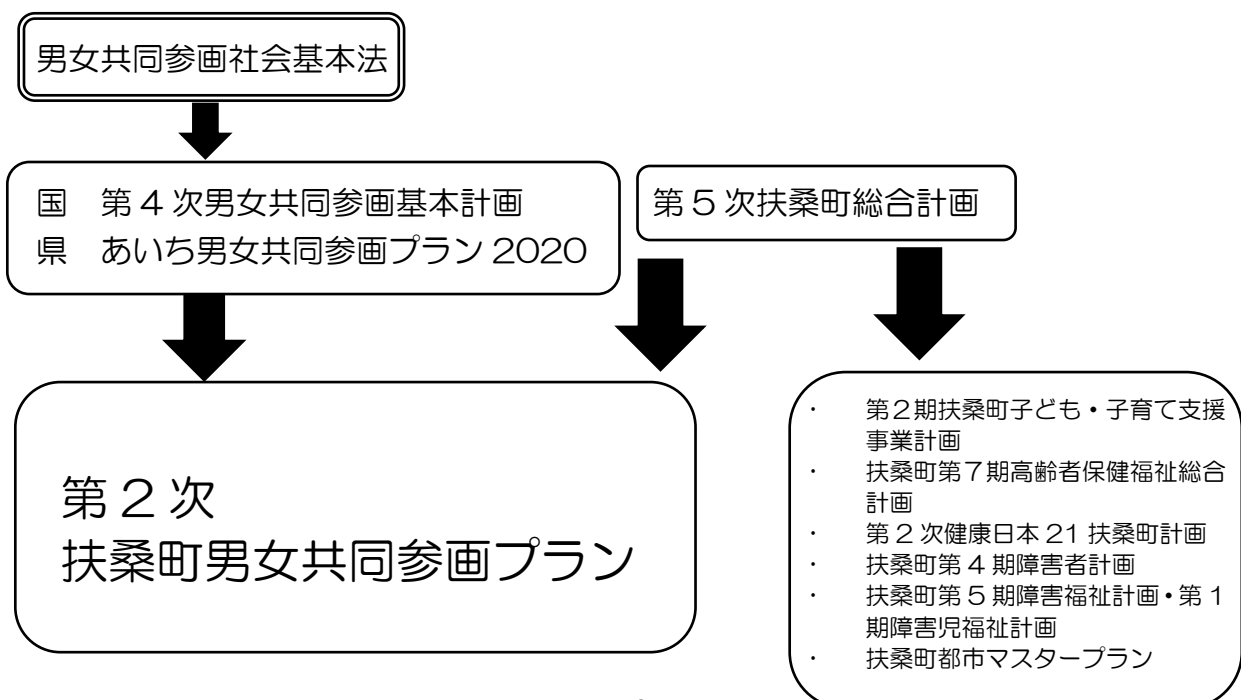 男女共同参画社会基本法
国　第４次男女共同参画基本計画
県　あいち男女共同参画プラン 2020
第５次扶桑町総合計画
第２次
扶桑町男女共同参画プラン
・　第２期扶桑町子ども・子育て支援
事業計画
・　扶桑町第７期高齢者保健福祉総合
計画
・　第２次健康日本 21 扶桑町計画
・　扶桑町第４期障害者計画
・　扶桑町第５期障害福祉計画・第１
期障害児福祉計画
・　扶桑町都市マスタープラン